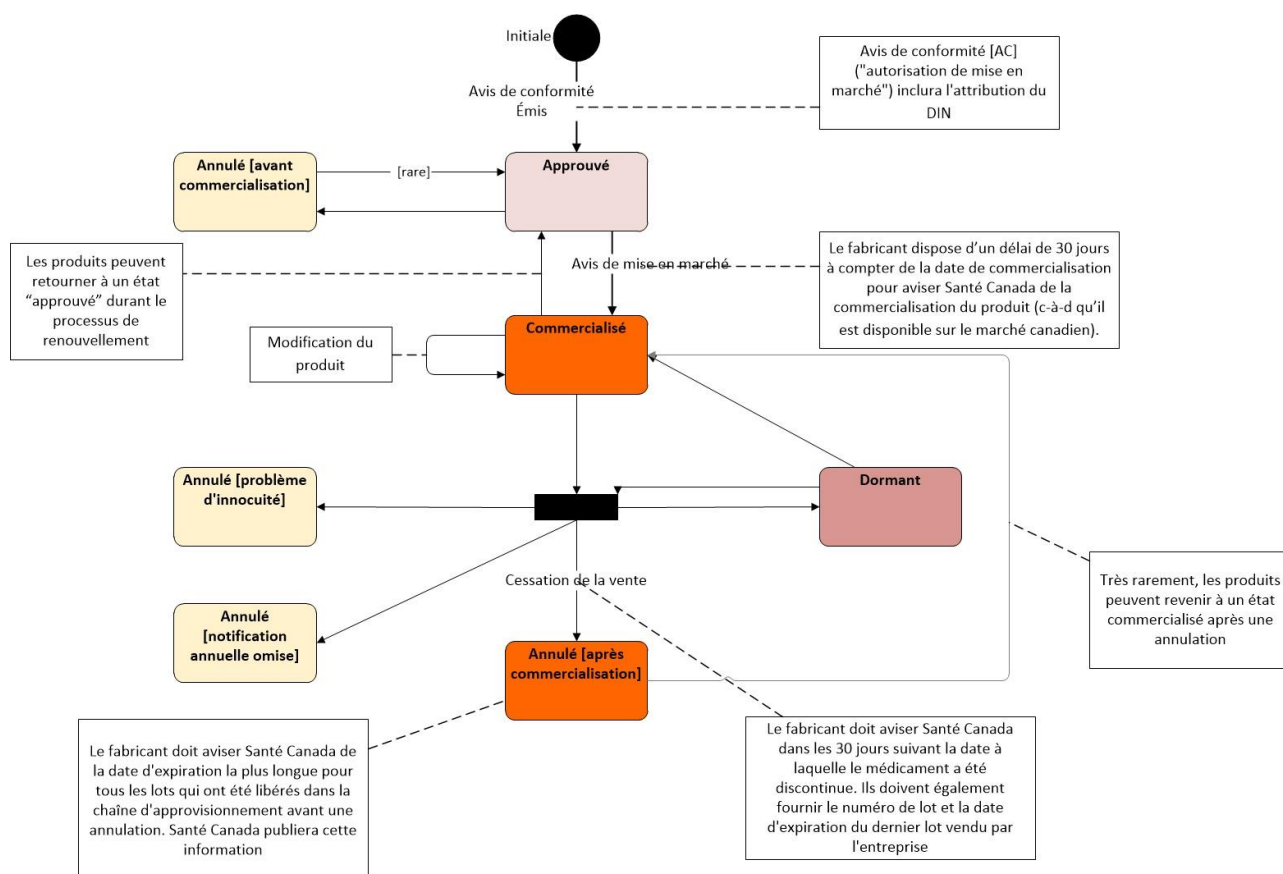 Initiale
Avis de conformité [AC]
("autorisation de mise en
marché") inclura l'attribution du
DIN
Avis de conformité
Émis
Annulé [avant
commercialisation]
[rare]
Approuvé
Les produits peuvent
retourner à un état
“approuvé” durant le
processus de
renouvellement
Avis de mise en marché
Le fabricant dispose d’un délai de 30 jours
à compter de la date de commercialisation
pour aviser Santé Canada de la
commercialisation du produit (c-à-d qu’il
est disponible sur le marché canadien).
Modification du
produit
Commercialisé
Annulé [problème
d'innocuité]
Dormant
Cessation de la vente
Très rarement, les produits
peuvent revenir à un état
commercialisé après une
annulation
Annulé
[notification
annuelle omise]
Annulé [après
commercialisation]
Le fabricant doit aviser Santé Canada de
la date d'expiration la plus longue pour
tous les lots qui ont été libérés dans la
chaîne d'approvisionnement avant une
annulation. Santé Canada publiera cette
information
Le fabricant doit aviser Santé Canada
dans les 30 jours suivant la date à
laquelle le médicament a été
discontinue. Ils doivent également
fournir le numéro de lot et la date
d'expiration du dernier lot vendu par
l'entreprise